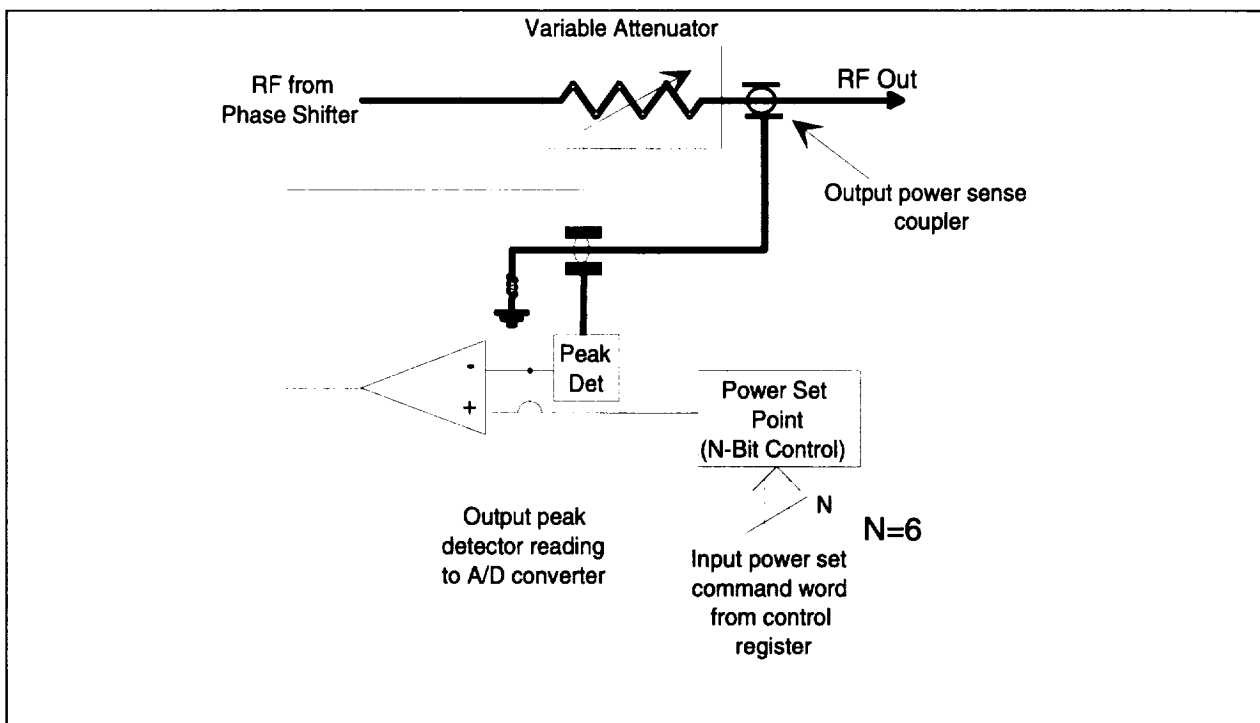 Variable Attenuator
RF from
Phase Shifter
RF Out
Output power sense
coupler
-
+
Peak
Det
Power Set
Point
(N-Bit Control)
N
N=6
Output peak
detector reading
to A/D converter
Input power set
command word
from control
register